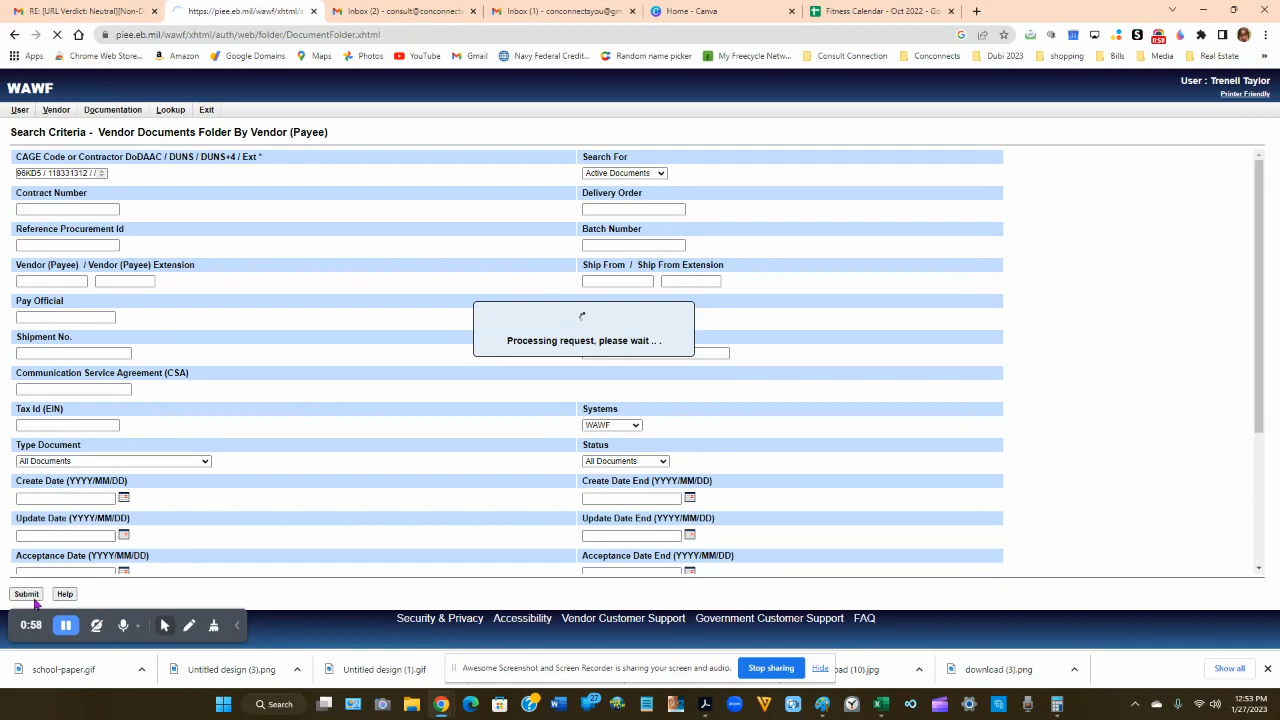 RE: [URL Verdict: Neutral][Non-D
https://piee.eb.mil/wawf/xhtml/a
Inbox (2) - consult@conconnects
Inbox (1) - conconnectsyou@gm
Home - Canva
Fitness Calendar - Oct 2022 - Go
piee.eb.mil/wawf/xhtml/auth/web/folder/DocumentFolder.xhtml
0:58
Apps
Chrome Web Store...
Amazon
Google Domains
Maps
Photos
YouTube
Gmail
Navy Federal Credit...
Random name picker
My Freecycle Netwo...
Consult Connection
Conconnects
Dubi 2023
shopping
Bills
Media
Real Estate
WAWF
User : Trenell Taylor
Printer Friendly
User Vendor Documentation Lookup Exit
Search Criteria - Vendor Documents Folder By Vendor (Payee)
CAGE Code or Contractor DoDAAC / DUNS / DUNS+4 / Ext *
Search For
96KD5 / 118331312 / /
Active Documents
Contract Number
Delivery Order
Reference Procurement Id
Batch Number
Vendor (Payee) / Vendor (Payee) Extension
Ship From / Ship From Extension
Pay Official
Processing request, please wait .. .
Shipment No.
Communication Service Agreement (CSA)
Tax Id (EIN)
Systems
WAWF
Type Document
Status
All Documents
All Documents
Create Date (YYYY/MM/DD)
Create Date End (YYYY/MM/DD)
Update Date (YYYY/MM/DD)
Update Date End (YYYY/MM/DD)
Acceptance Date (YYYY/MM/DD)
Acceptance Date End (YYYY/MM/DD)
Submit Help
0:58
Security & Privacy Accessibility Vendor Customer Support Government Customer Support FAQ
school-paper.gif
Untitled design (3).png
Untitled design (1).gif
Awesome Screenshot and Screen Recorder is sharing your screen and audio.
Stop sharing
Hide
oad (10).jpg
download (3).png
Show all
Search
27
12:53 PM
1/27/2023